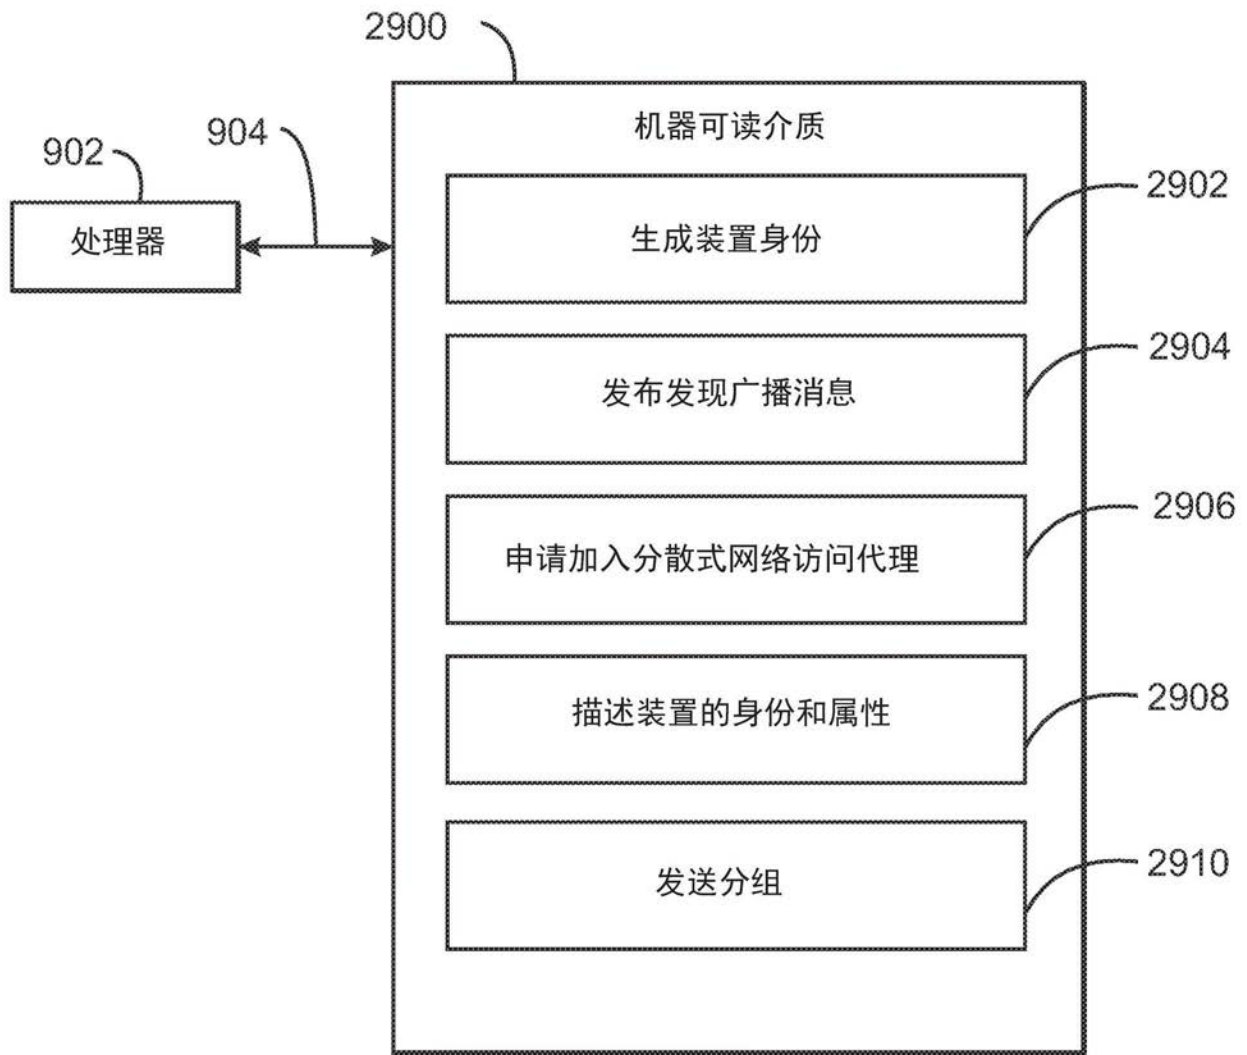 2900
机器可读介质
904
902
处理器
2902
生成装置身份
2904
发布发现广播消息
2906
申请加入分散式网络访问代理
2908
描述装置的身份和属性
2910
发送分组